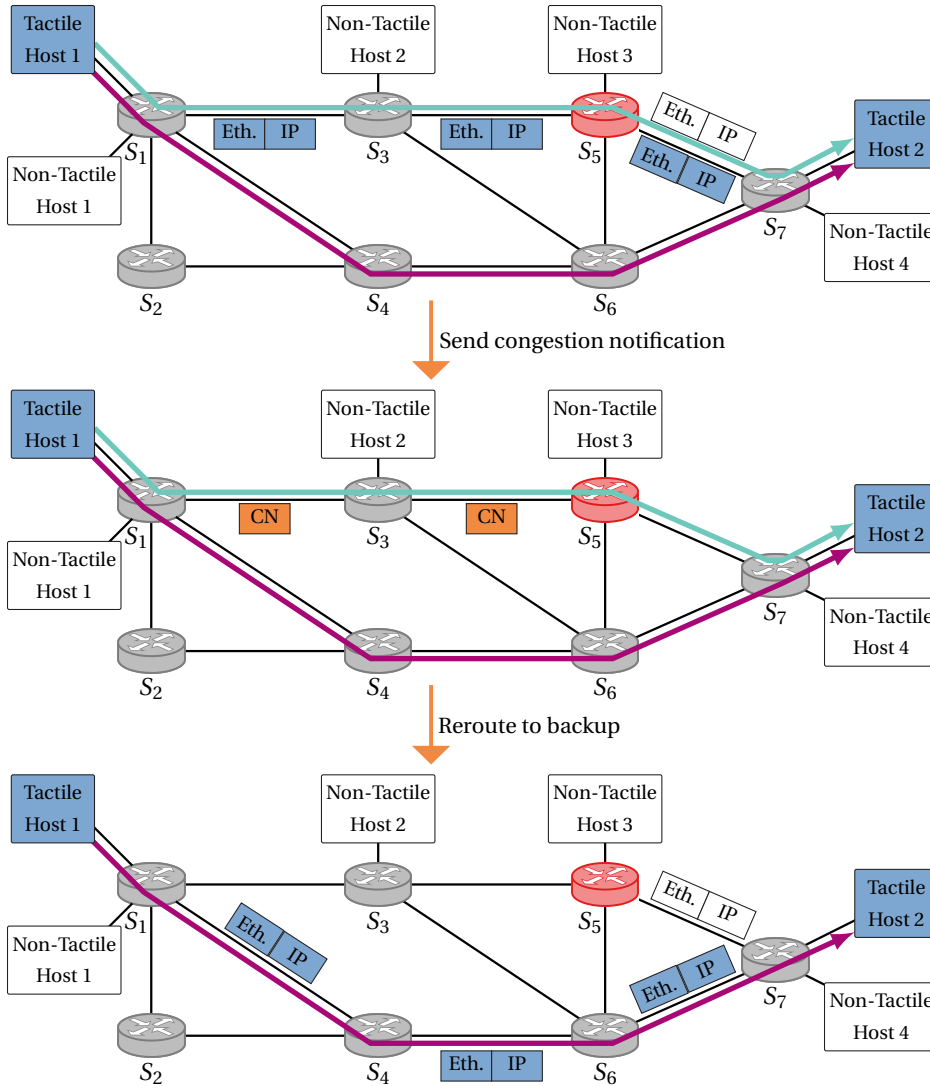 Tactile
Host 1
Non-Tactile
Host 2
Non-Tactile
Host 3
Eth. IP
Tactile
Host 2
Eth. IP
Eth. IP
Eth. IP
S1
S3
S5
Non-Tactile
Host 1
S7
Non-Tactile
Host 4
S2
S4
S6
Send congestion notification
Tactile
Host 1
Non-Tactile
Host 2
Non-Tactile
Host 3
Tactile
Host 2
CN
CN
S1
S3
S5
Non-Tactile
Host 1
S7
Non-Tactile
Host 4
S2
S4
S6
Reroute to backup
Tactile
Host 1
Non-Tactile
Host 2
Non-Tactile
Host 3
Eth. IP
Tactile
Host 2
S1
S3
S5
Eth. IP
Eth. IP
Non-Tactile
Host 1
S7
Non-Tactile
Host 4
S2
S4
Eth. IP
S6